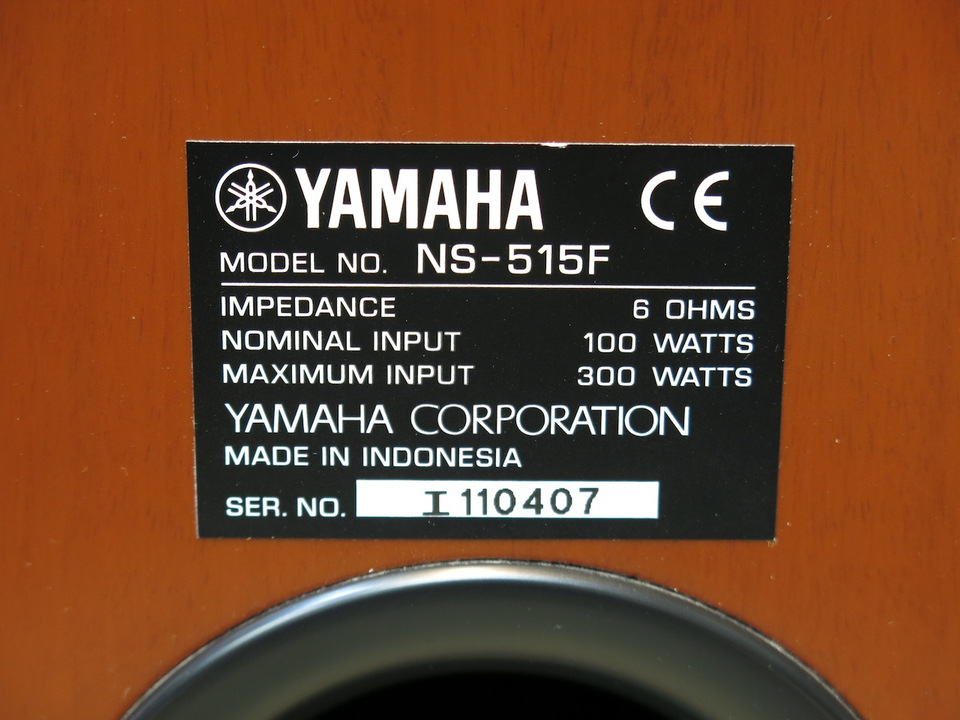 YAMAHA CE
MODEL NO. NS-515F
IMPEDANCE 6 OHMS
NOMINAL INPUT 100 WATTS
MAXIMUM INPUT 300 WATTS
YAMAHA CORPORATION
MADE IN INDONESIA
SER. NO. I110407